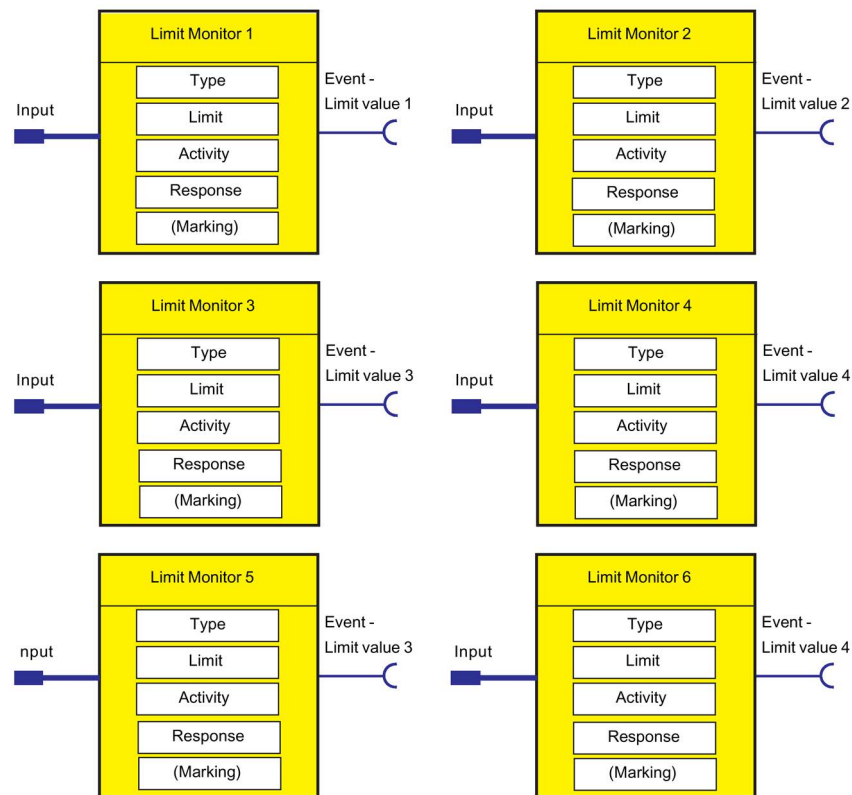 Limit Monitor 1
Type
Limit
Activity
Response
(Marking)
Input
Event -
Limit value 1
Limit Monitor 2
Type
Limit
Activity
Response
(Marking)
Input
Event -
Limit value 2
Limit Monitor 3
Type
Limit
Activity
Response
(Marking)
Input
Event -
Limit value 3
Limit Monitor 4
Type
Limit
Activity
Response
(Marking)
Input
Event -
Limit value 4
Limit Monitor 5
Type
Limit
Activity
Response
(Marking)
nput
Event -
Limit value 3
Limit Monitor 6
Type
Limit
Activity
Response
(Marking)
Input
Event -
Limit value 4